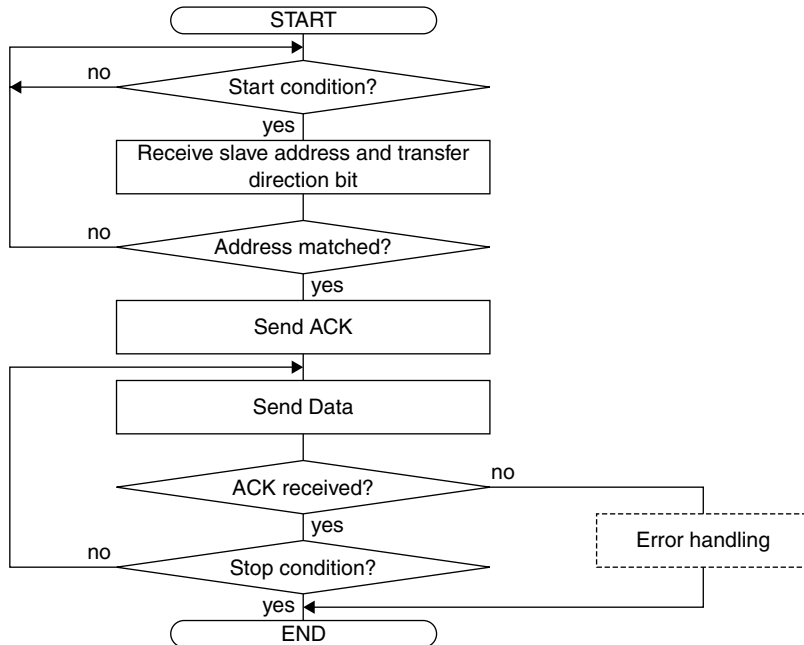 START
no
Start condition?
yes
Receive slave address and transfer
direction bit
no
Address matched?
yes
Send ACK
Send Data
no
ACK received?
yes
Error handling
no
Stop condition?
yes
END